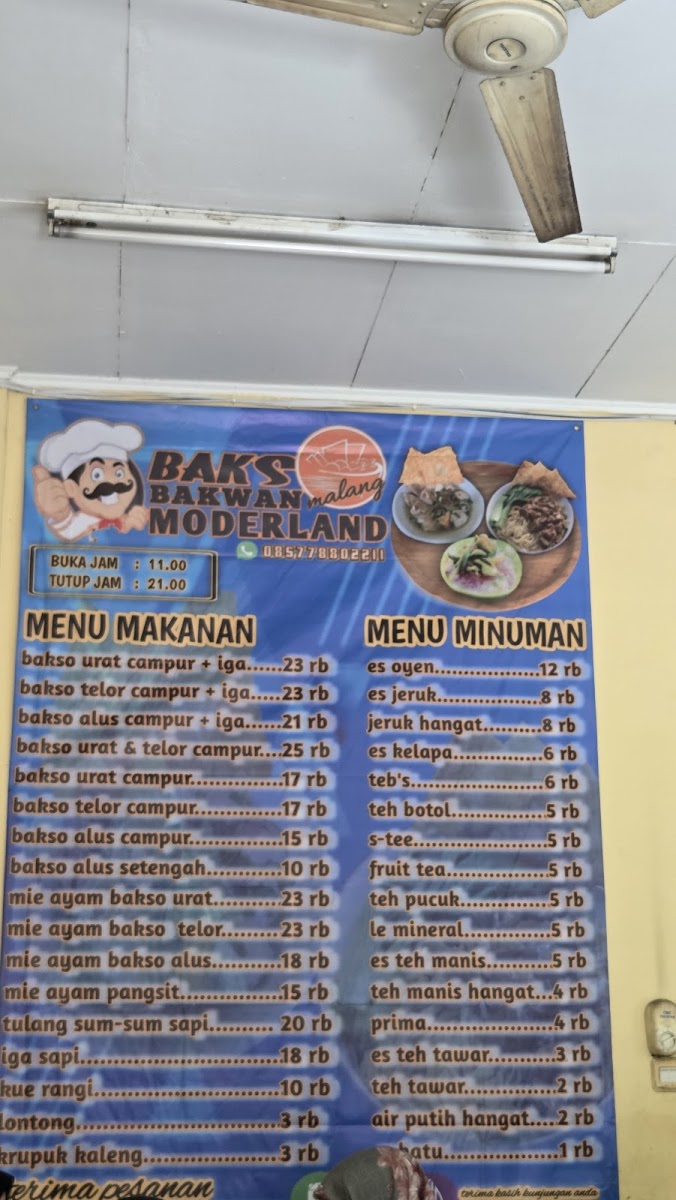 BAKS
BAKWAN malang
MODERLAND
085778802211
BUKA JAM : 11.00
TUTUP JAM : 21.00
MENU MAKANAN
bakso urat campur + iga......23 rb
bakso telor campur + iga.....23 rb
bakso alus campur + iga......21 rb
bakso urat & telor campur....25 rb
bakso urat campur..............17 rb
bakso telor campur.............17 rb
bakso alus campur..............15 rb
bakso alus setengah............10 rb
mie ayam bakso urat...........23 rb
mie ayam bakso telor.........23 rb
mie ayam bakso alus...........18 rb
mie ayam pangsit................15 rb
tulang sum-sum sapi.......... 20 rb
iga sapi..............................18 rb
kue rangi............................10 rb
lontong................................3 rb
krupuk kaleng......................3 rb
terima pesanan
MENU MINUMAN
es oyen.................12 rb
es jeruk.................8 rb
jeruk hangat.........8 rb
es kelapa..............6 rb
teb's.....................6 rb
teh botol...............5 rb
s-tee.....................5 rb
fruit tea................5 rb
teh pucuk..............5 rb
le mineral..............5 rb
es teh manis..........5 rb
teh manis hangat...4 rb
prima....................4 rb
es teh tawar..........3 rb
teh tawar..............2 rb
air putih hangat....2 rb
batu.....................1 rb
terima kasih kunjungan anda